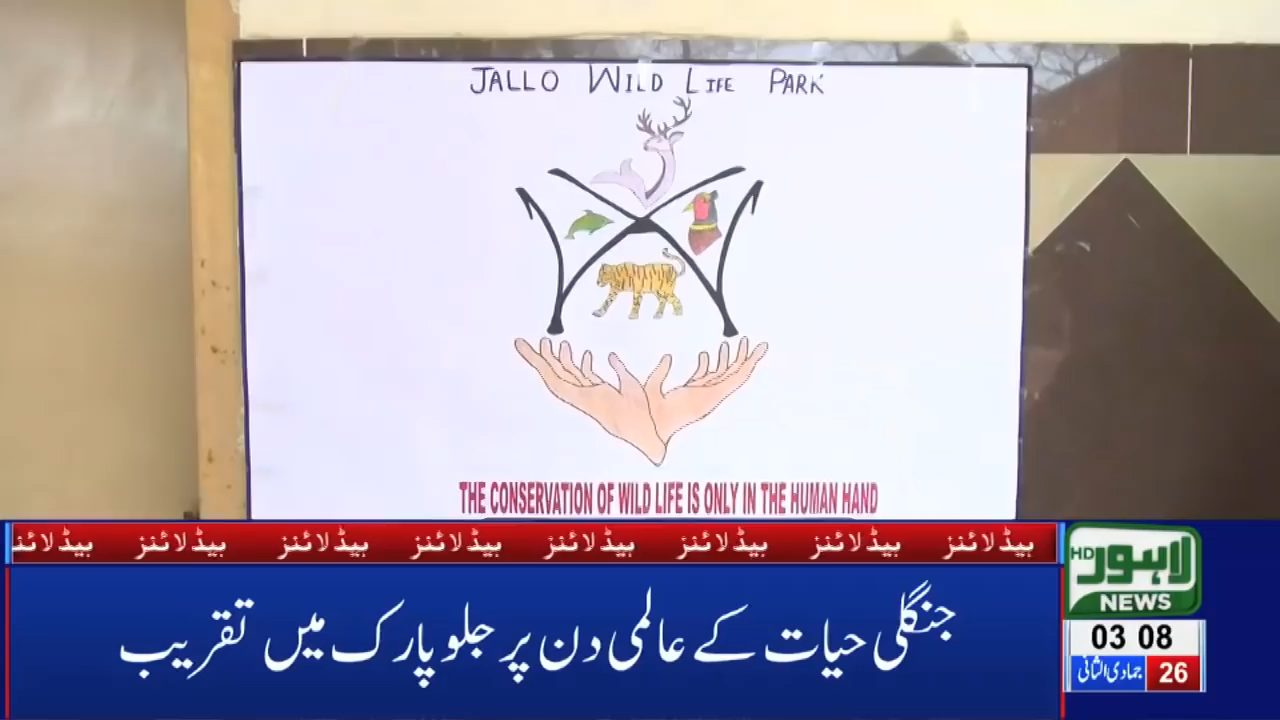 JALLO WILD LIFE PARK
THE CONSERVATION OF WILD LIFE IS ONLY IN THE HUMAN HAND
ہیڈلائنز ہیڈلائنز ہیڈلائنز ہیڈلائنز ہیڈلائنز ہیڈلائنز ہیڈلائنز ہیڈلائنز
جنگلی حیات کے عالمی دن پر جلو پارک میں تقریب
لاہور HD
NEWS
03 08
26 جمادی الثانی